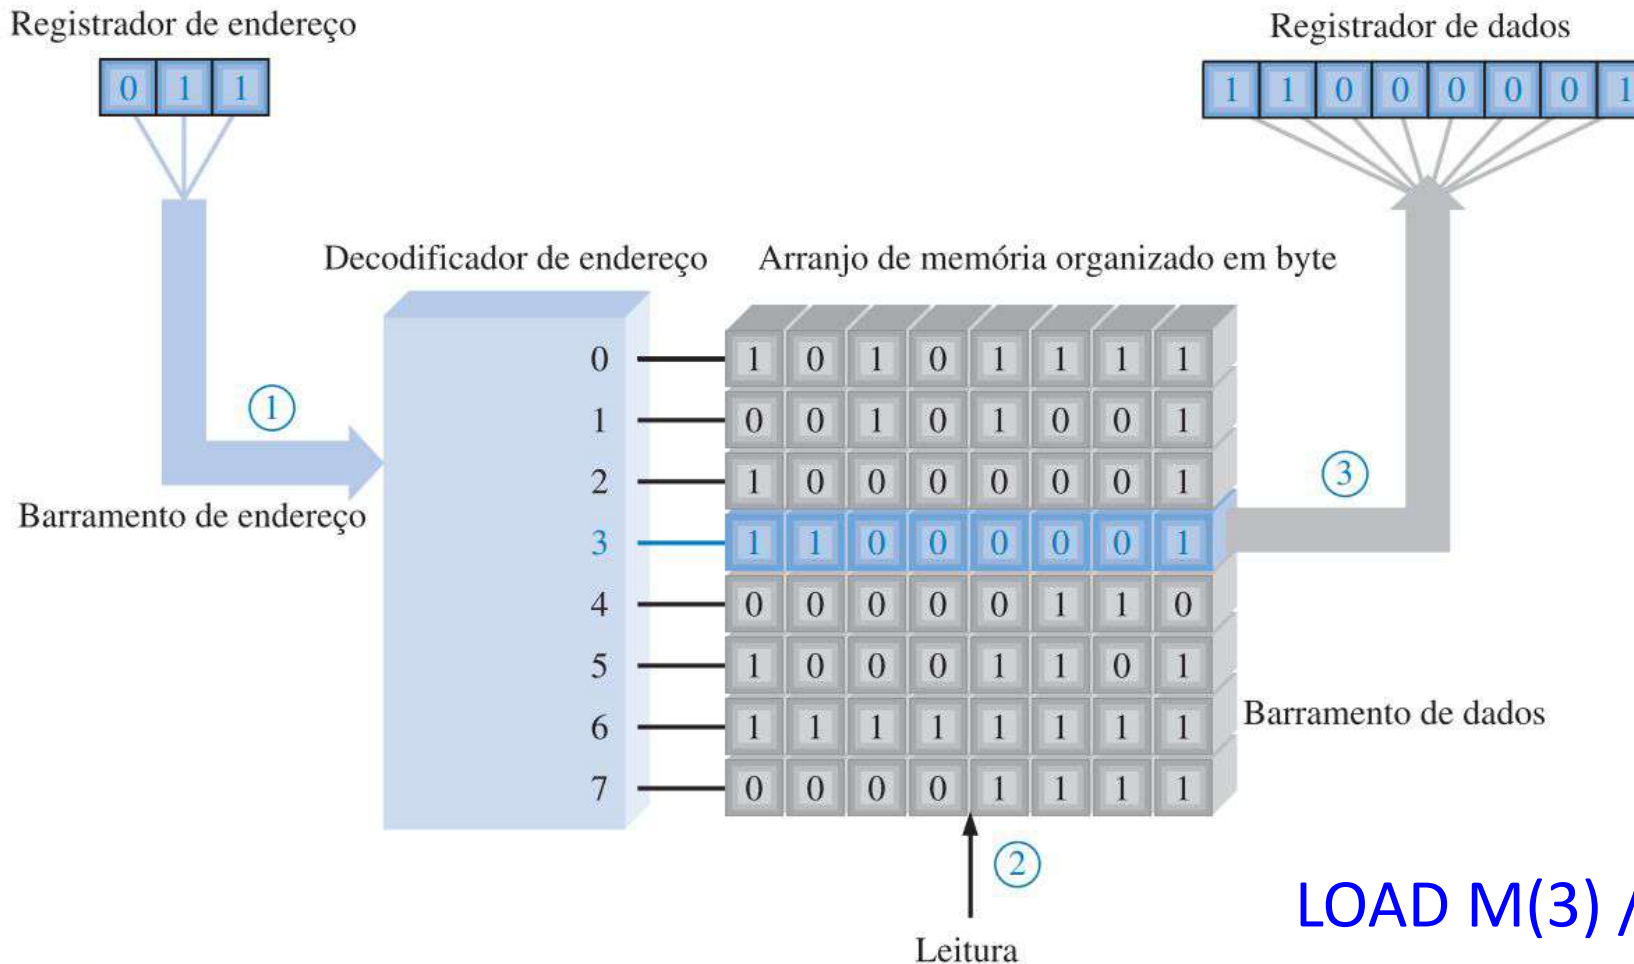 Registrador de endereço
Registrador de dados
0 1 1
1 1 0 0 0 0 0 1
Decodificador de endereço
Arranjo de memória organizado em byte
0 1 0 1 0 1 1 1 1
1
1 0 0 1 0 1 0 0 1
2 1 0 0 0 0 0 0 1
3
Barramento de endereço
3 1 1 0 0 0 0 0 1
4 0 0 0 0 0 1 1 0
5 1 0 0 0 1 1 0 1
6 1 1 1 1 1 1 1 1
Barramento de dados
7 0 0 0 0 1 1 1 1
2
Leitura
LOAD M(3) /